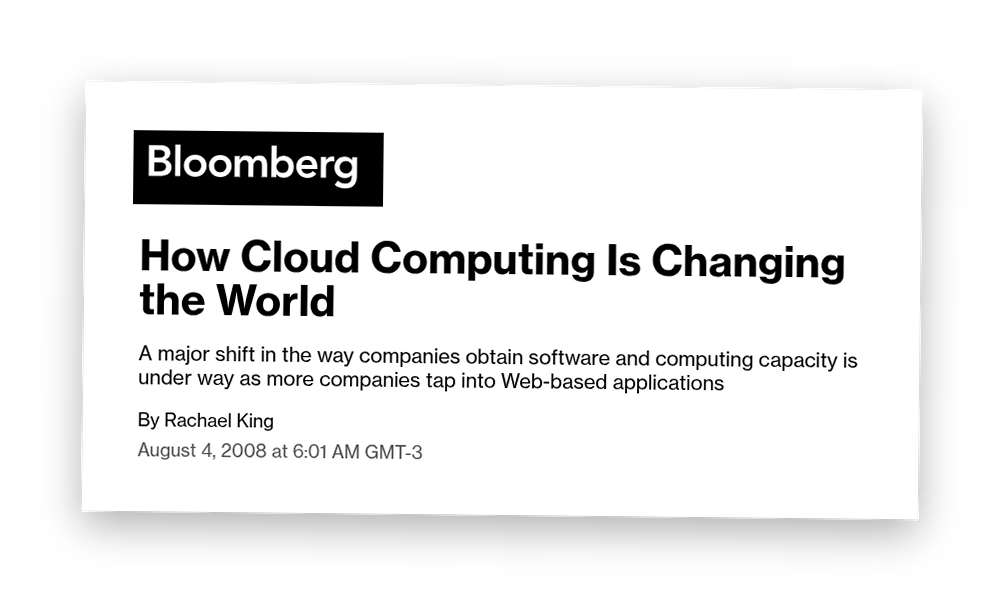 Bloomberg
How Cloud Computing Is Changing
the World
A major shift in the way companies obtain software and computing capacity is
under way as more companies tap into Web-based applications
By Rachael King
August 4, 2008 at 6:01 AM GMT-3